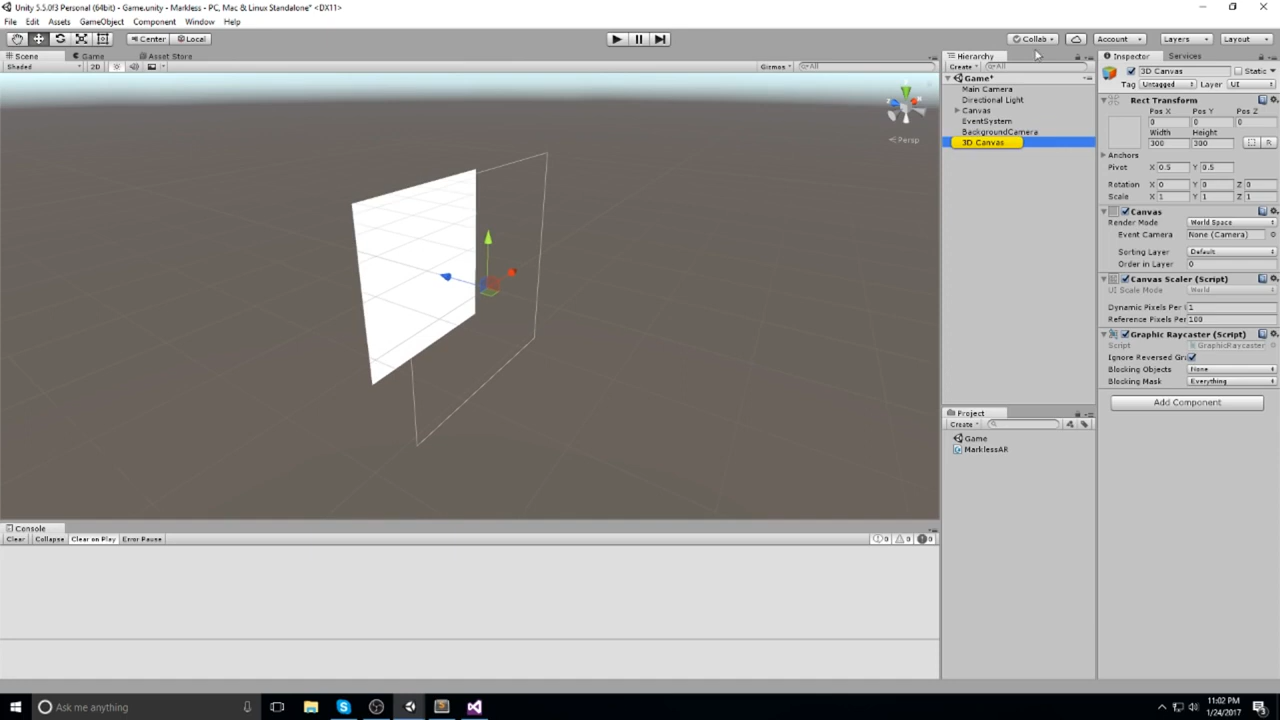 Unity 5.5.0f3 Personal (64bit) - Game.unity - Markless - PC, Mac & Linux Standalone* <DX11>
File Edit Assets GameObject Component Window Help
Center Local Collab Account Layers Layout
Scene Game Asset Store
Shaded 2D Gizmos All
Persp
Hierarchy
Create All
Game*
Main Camera
Directional Light
Canvas
EventSystem
BackgroundCamera
3D Canvas
Project
Create
Game
MarklessAR
Inspector Services
3D Canvas Static
Tag Untagged Layer UI
Rect Transform
Pos X Pos Y Pos Z
0 0 0
Width Height
300 300 R
Anchors
Pivot X 0.5 Y 0.5
Rotation X 0 Y 0 Z 0
Scale X 1 Y 1 Z 1
Canvas
Render Mode World Space
Event Camera None (Camera)
Sorting Layer Default
Order in Layer 0
Canvas Scaler (Script)
UI Scale Mode World
Dynamic Pixels Per 1
Reference Pixels Per 100
Graphic Raycaster (Script)
Script GraphicRaycaster
Ignore Reversed Gra
Blocking Objects None
Blocking Mask Everything
Add Component
Console
Clear Collapse Clear on Play Error Pause 0 0 0
Ask me anything
11:02 PM
1/24/2017
3